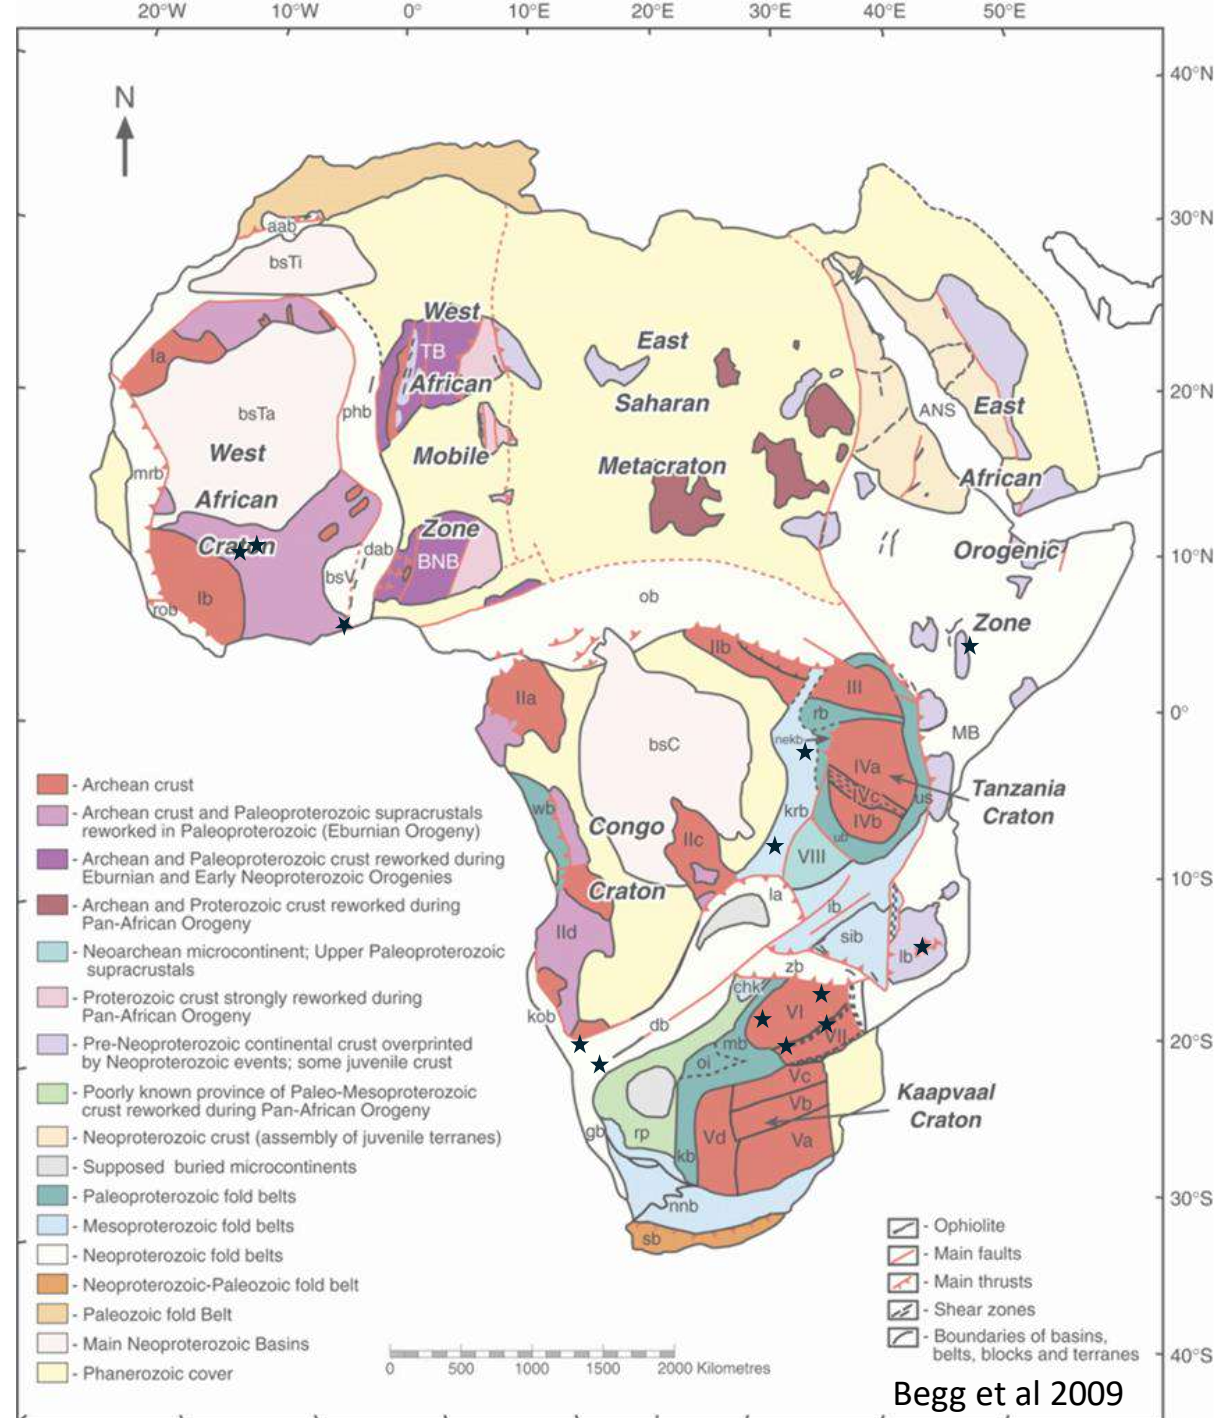 20°W 10°W 0° 10°E 20°E 30°E 40°E 50°E
40°N
N
30°N
aab
bsTi
West
TB
East
Ia
African
20°N
bsTa
phb
Saharan
ANS
East
West
Mobile
Metacraton
mrb
African
African
Zone
Craton
dab
BNB
Orogenic
10°N
bsV
Ib
rob
ob
Zone
IIb
IIa
III
rb
0°
bsC
nekb
MB
IVa
Tanzania
Craton
IVc
us
wb
krb
IVb
Congo
IIc
ub
VIII
10°S
Craton
la
ib
IId
sib
lb
zb
chk
kob
db
VI
VII
20°S
mb
oi
Vc
Kaapvaal
Craton
Vb
gb
rp
Vd
Va
kb
30°S
nnb
sb
40°S
- Archean crust
- Archean crust and Paleoproterozoic supracrustals
reworked in Paleoproterozoic (Eburnian Orogeny)
- Archean and Paleoproterozoic crust reworked during
Eburnian and Early Neoproterozoic Orogenies
- Archean and Proterozoic crust reworked during
Pan-African Orogeny
- Neoarchean microcontinent; Upper Paleoproterozoic
supracrustals
- Proterozoic crust strongly reworked during
Pan-African Orogeny
- Pre-Neoproterozoic continental crust overprinted
by Neoproterozoic events; some juvenile crust
- Poorly known province of Paleo-Mesoproterozoic
crust reworked during Pan-African Orogeny
- Neoproterozoic crust (assembly of juvenile terranes)
- Supposed buried microcontinents
- Paleoproterozoic fold belts
- Mesoproterozoic fold belts
- Neoproterozoic fold belts
- Neoproterozoic-Paleozoic fold belt
- Paleozoic fold Belt
- Main Neoproterozoic Basins
- Phanerozoic cover
0 500 1000 1500 2000 Kilometres
- Ophiolite
- Main faults
- Main thrusts
- Shear zones
- Boundaries of basins,
belts, blocks and terranes
Begg et al 2009